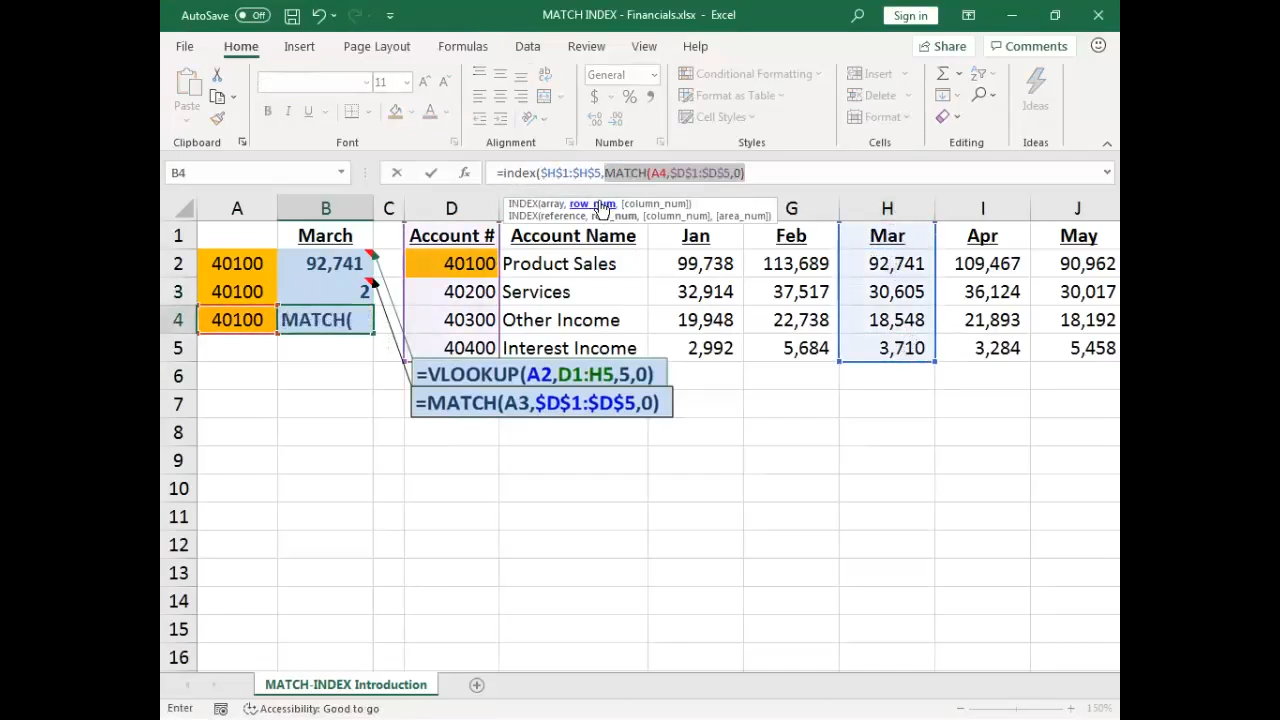 AutoSave Off MATCH INDEX - Financials.xlsx - Excel Sign in
File Home Insert Page Layout Formulas Data Review View Help Share Comments
11 General Conditional Formatting Insert
Paste B I U $ % Format as Table Delete Ideas
Cell Styles Format
Clipboard Font Alignment Number Styles Cells Editing Ideas
B4 =index($H$1:$H$5,MATCH(A4,$D$1:$D$5,0)
INDEX(array, row_num, [column_num])
INDEX(reference, row_num, [column_num], [area_num])
A B C D G H I J
1 March Account # Account Name Jan Feb Mar Apr May
2 40100 92,741 40100 Product Sales 99,738 113,689 92,741 109,467 90,962
3 40100 2 40200 Services 32,914 37,517 30,605 36,124 30,017
4 40100 MATCH( 40300 Other Income 19,948 22,738 18,548 21,893 18,192
5 40400 Interest Income 2,992 5,684 3,710 3,284 5,458
6 =VLOOKUP(A2,D1:H5,5,0)
7 =MATCH(A3,$D$1:$D$5,0)
8
9
10
11
12
13
14
15
16
MATCH-INDEX Introduction
Enter Accessibility: Good to go 150%